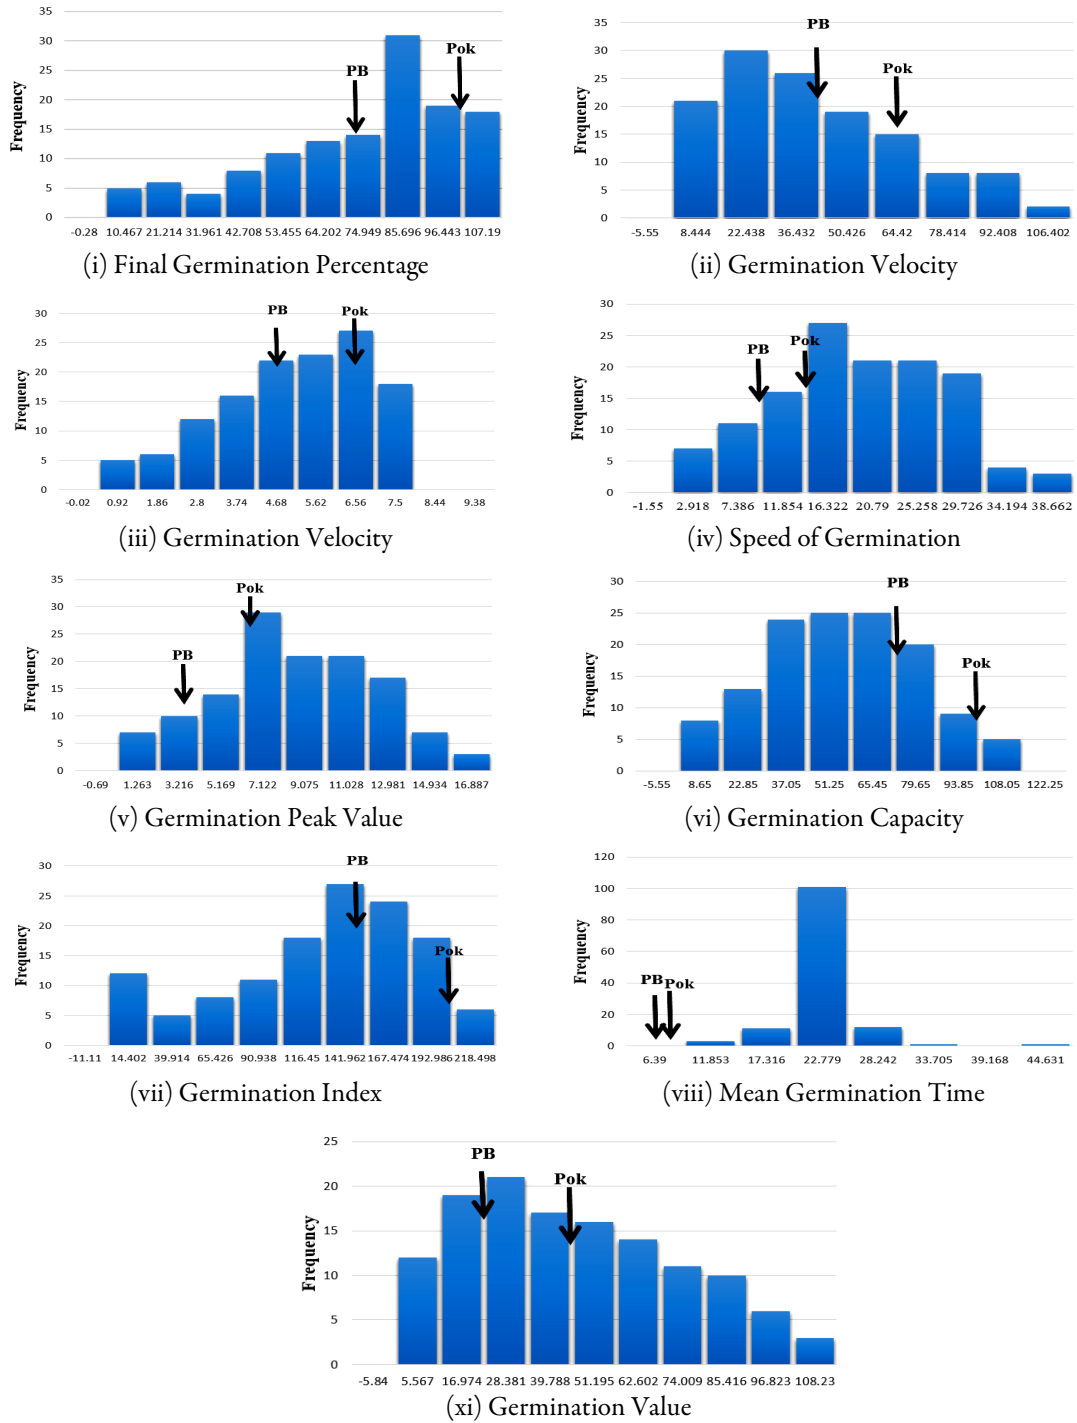 35
30
25
20
15
10
5
0
Frequency
PB
Pok
-0.28 10.467 21.214 31.961 42.708 53.455 64.202 74.949 85.696 96.443 107.19
(i) Final Germination Percentage
35
30
25
20
15
10
5
0
Frequency
PB
Pok
-5.55 8.444 22.438 36.432 50.426 64.42 78.414 92.408 106.402
(ii) Germination Velocity
30
25
20
15
10
5
0
Frequency
PB
Pok
-0.02 0.92 1.86 2.8 3.74 4.68 5.62 6.56 7.5 8.44 9.38
(iii) Germination Velocity
30
25
20
15
10
5
0
Frequency
PB
Pok
-1.55 2.918 7.386 11.854 16.322 20.79 25.258 29.726 34.194 38.662
(iv) Speed of Germination
35
30
25
20
15
10
5
0
Frequency
PB
Pok
-0.69 1.263 3.216 5.169 7.122 9.075 11.028 12.981 14.934 16.887
(v) Germination Peak Value
30
25
20
15
10
5
0
Frequency
PB
Pok
-5.55 8.65 22.85 37.05 51.25 65.45 79.65 93.85 108.05 122.25
(vi) Germination Capacity
30
25
20
15
10
5
0
Frequency
PB
Pok
-11.11 14.402 39.914 65.426 90.938 116.45 141.962 167.474 192.986 218.498
(vii) Germination Index
120
100
80
60
40
20
0
Frequency
PB Pok
6.39 11.853 17.316 22.779 28.242 33.705 39.168 44.631
(viii) Mean Germination Time
25
20
15
10
5
0
Frequency
PB
Pok
-5.84 5.567 16.974 28.381 39.788 51.195 62.602 74.009 85.416 96.823 108.23
(xi) Germination Value